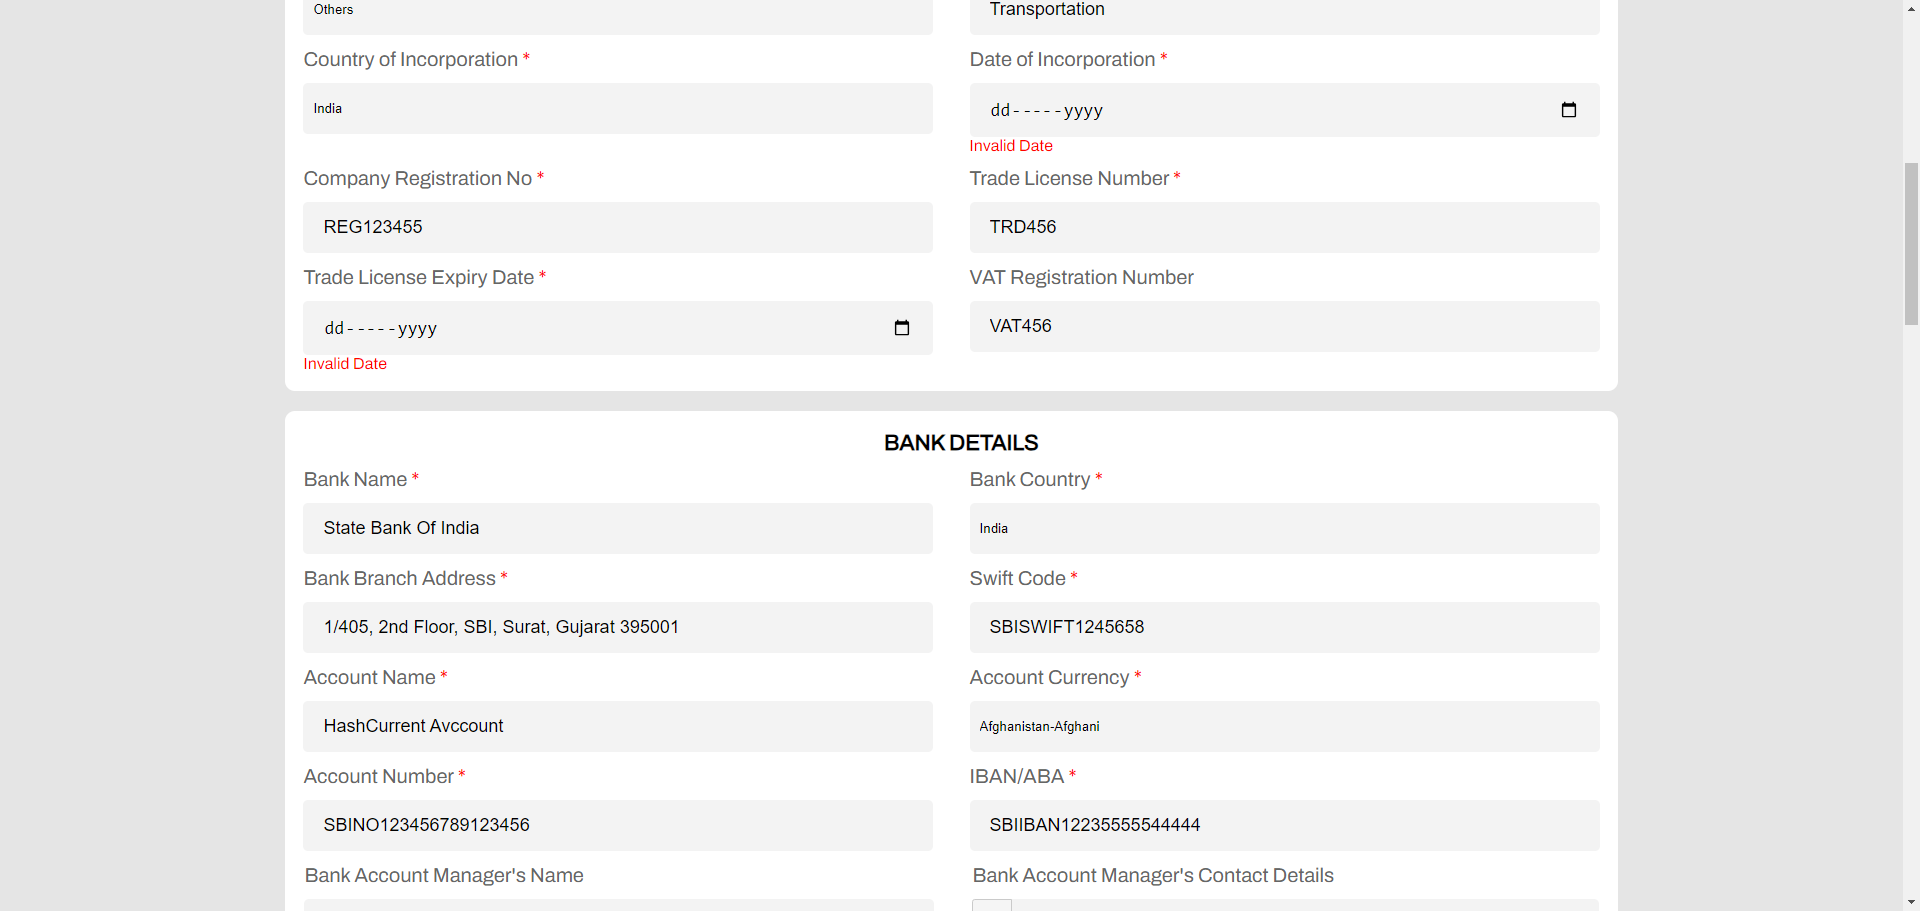 Others
Transportation
Country of Incorporation *
Date of Incorporation *
India
dd-----yyyy
Invalid Date
Company Registration No *
Trade License Number *
REG123455
TRD456
Trade License Expiry Date *
VAT Registration Number
dd-----yyyy
VAT456
Invalid Date
BANK DETAILS
Bank Name *
Bank Country *
State Bank Of India
India
Bank Branch Address *
Swift Code *
1/405, 2nd Floor, SBI, Surat, Gujarat 395001
SBISWIFT1245658
Account Name *
Account Currency *
HashCurrent Avccount
Afghanistan-Afghani
Account Number *
IBAN/ABA *
SBINO123456789123456
SBIIBAN12235555544444
Bank Account Manager's Name
Bank Account Manager's Contact Details